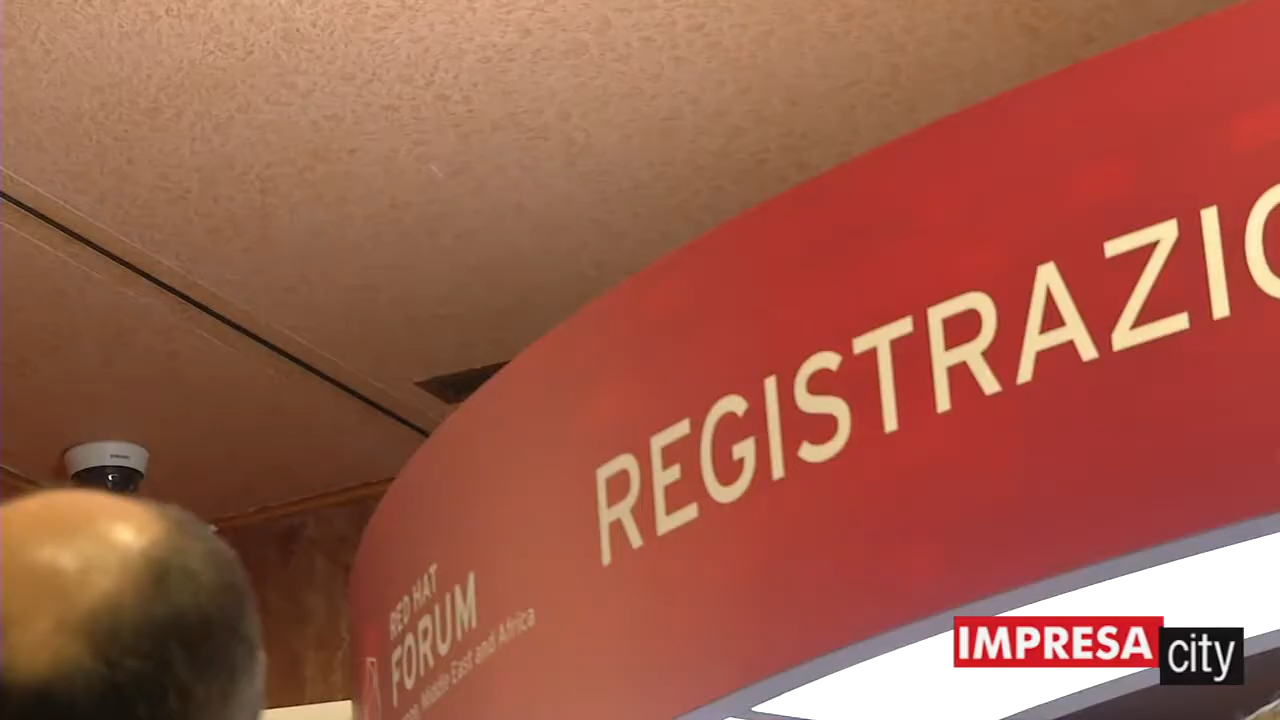 REGISTRAZIO
RED HAT
FORUM
Middle East and Africa
IMPRESA
city